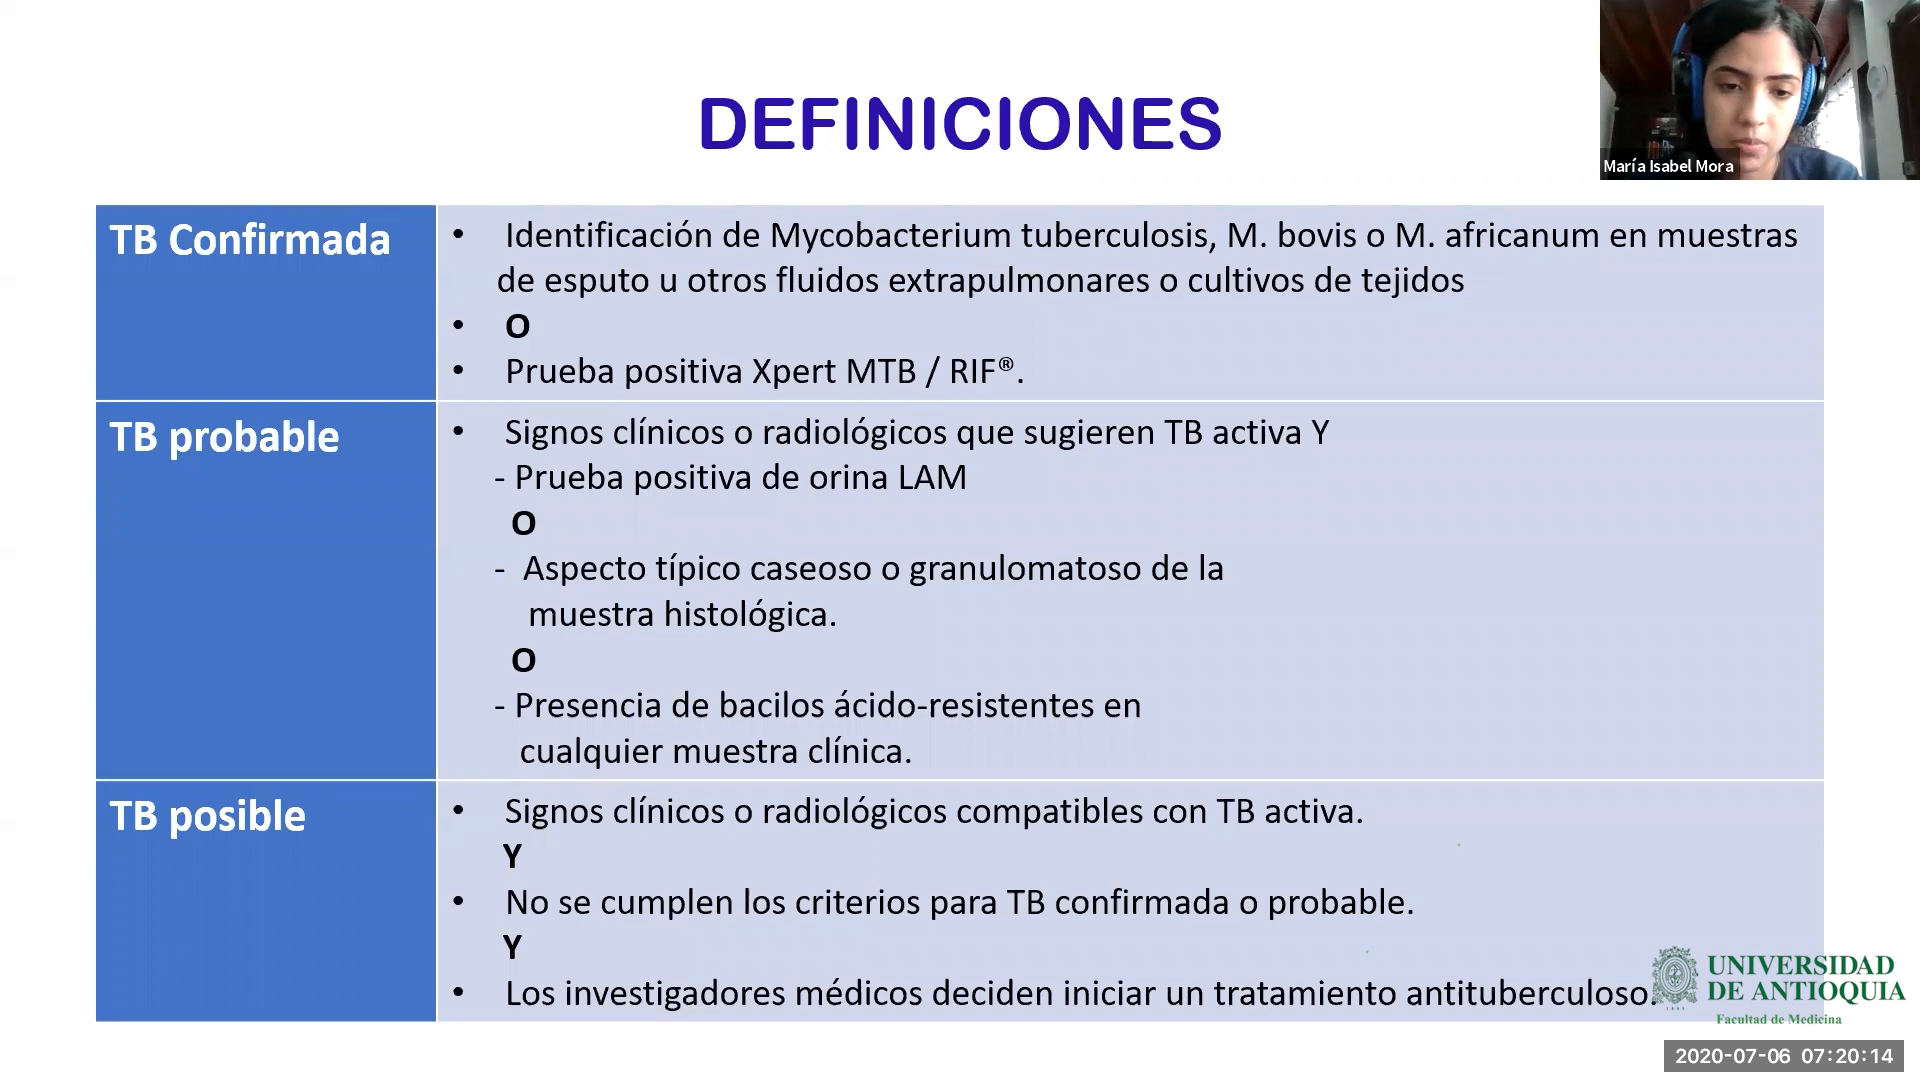 DEFINICIONES
María Isabel Mora
TB Confirmada
• Identificación de Mycobacterium tuberculosis, M. bovis o M. africanum en muestras
de esputo u otros fluidos extrapulmonares o cultivos de tejidos
• O
• Prueba positiva Xpert MTB / RIF®.
TB probable
• Signos clínicos o radiológicos que sugieren TB activa Y
- Prueba positiva de orina LAM
O
- Aspecto típico caseoso o granulomatoso de la
muestra histológica.
O
- Presencia de bacilos ácido-resistentes en
cualquier muestra clínica.
TB posible
• Signos clínicos o radiológicos compatibles con TB activa.
Y
• No se cumplen los criterios para TB confirmada o probable.
Y
• Los investigadores médicos deciden iniciar un tratamiento antituberculoso.
UNIVERSIDAD
DE ANTIOQUIA
Facultad de Medicina
2020-07-06 07:20:14